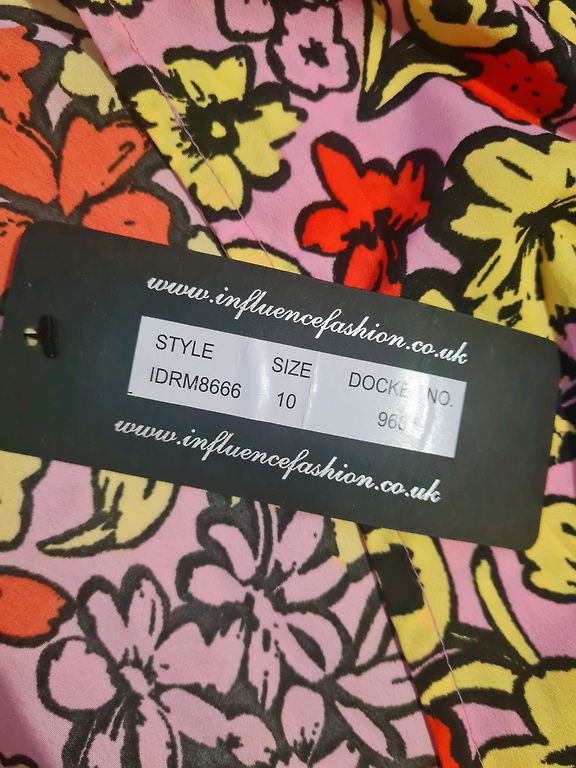 www.influencefashion.co.uk
STYLE SIZE DOCKET NO.
IDRM8666 10
www.influencefashion.co.uk